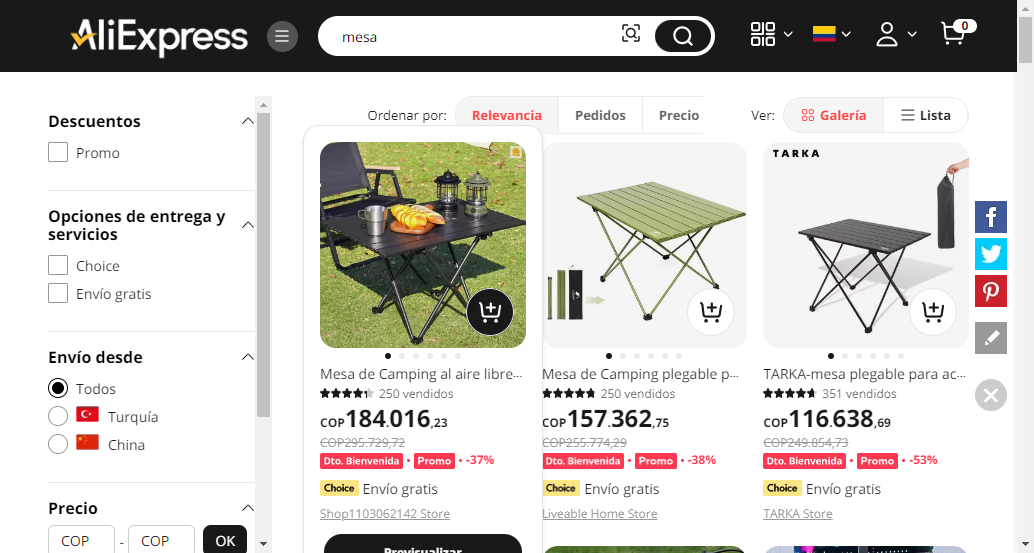 AliExpress
mesa
0
Descuentos
Promo
Opciones de entrega y
servicios
Choice
Envío gratis
Envío desde
Todos
Turquía
China
Precio
COP - COP OK
Ordenar por: Relevancia Pedidos Precio
Ver: Galería Lista
Mesa de Camping al aire libre...
250 vendidos
COP184.016,23
COP295.729,72
Dto. Bienvenida • Promo • -37%
Choice Envío gratis
Shop1103062142 Store
Previsualizar
Mesa de Camping plegable p...
250 vendidos
COP157.362,75
COP255.774,29
Dto. Bienvenida • Promo • -38%
Choice Envío gratis
Liveable Home Store
TARKA
TARKA-mesa plegable para ac...
351 vendidos
COP116.638,69
COP249.854,73
Dto. Bienvenida • Promo • -53%
Choice Envío gratis
TARKA Store